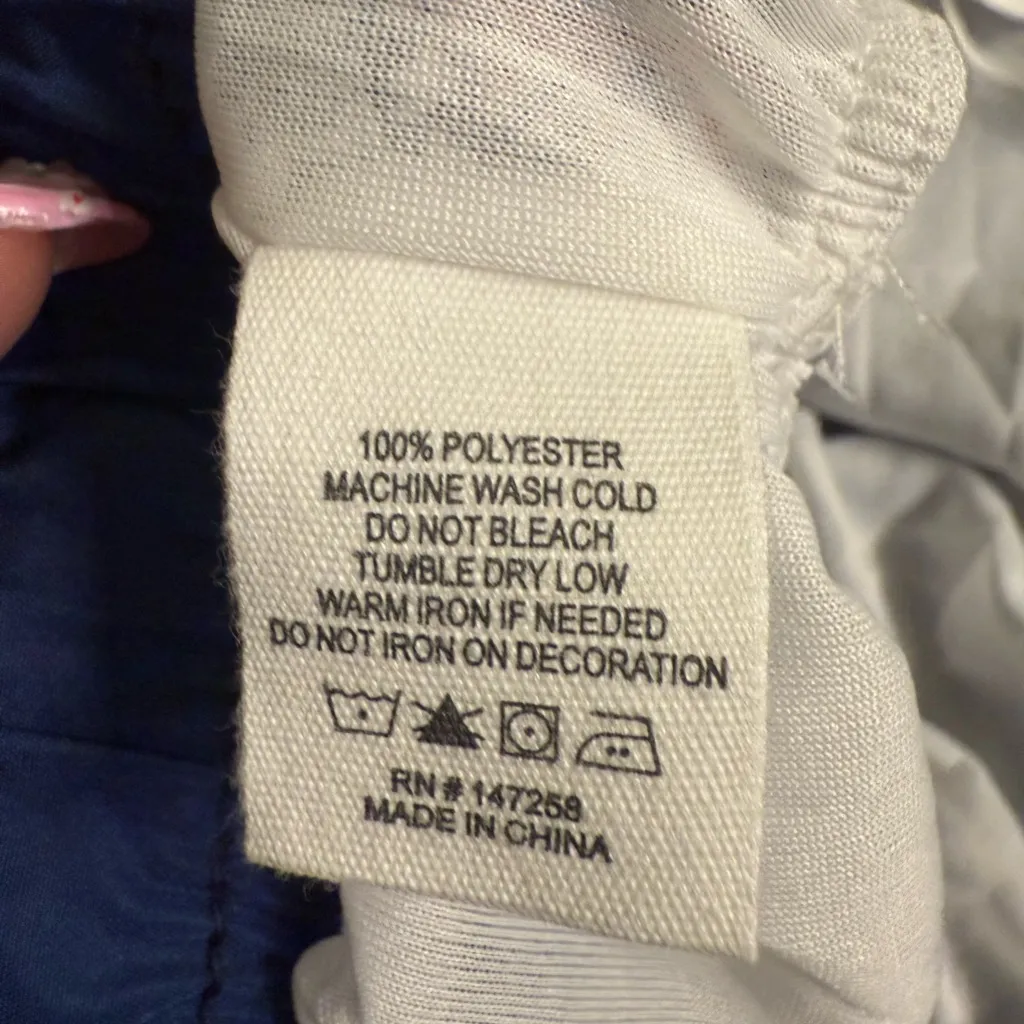 100% POLYESTER
MACHINE WASH COLD
DO NOT BLEACH
TUMBLE DRY LOW
WARM IRON IF NEEDED
DO NOT IRON ON DECORATION
RN # 147258
MADE IN CHINA